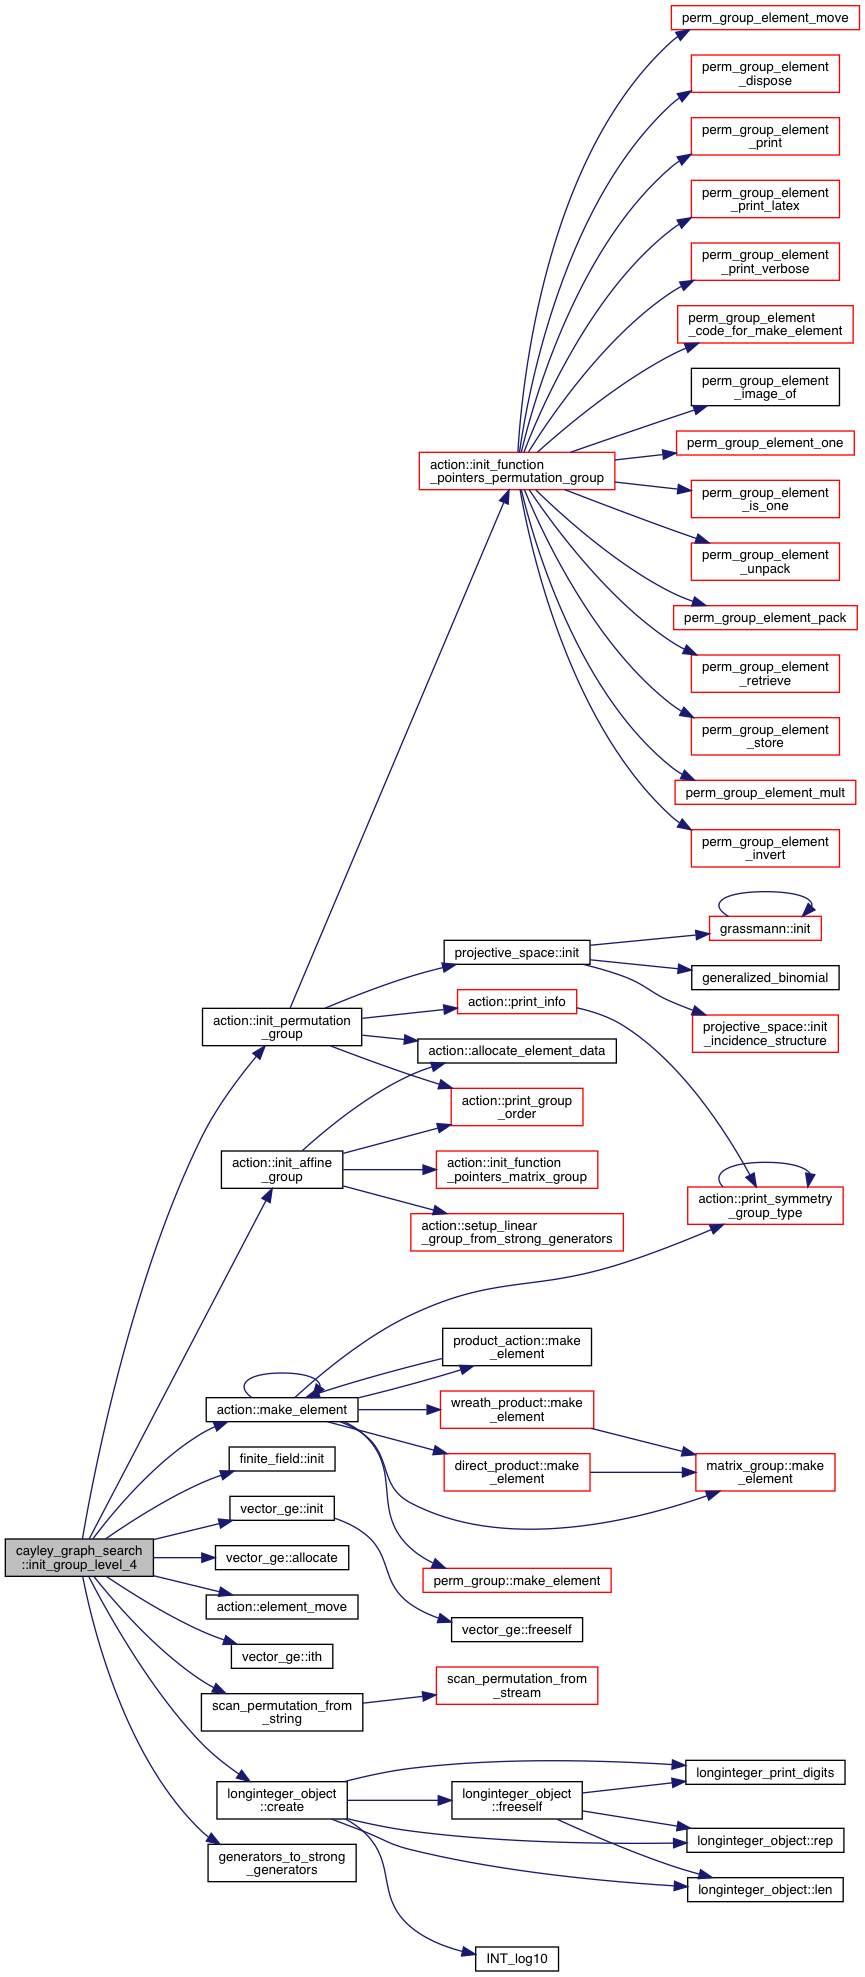 perm_group_element_move
perm_group_element
_dispose
perm_group_element
_print
perm_group_element
_print_latex
perm_group_element
_print_verbose
perm_group_element
_code_for_make_element
perm_group_element
_image_of
perm_group_element_one
action::init_function
_pointers_permutation_group
perm_group_element
_is_one
perm_group_element
_unpack
perm_group_element_pack
perm_group_element
_retrieve
perm_group_element
_store
perm_group_element_mult
perm_group_element
_invert
grassmann::init
projective_space::init
generalized_binomial
action::print_info
action::init_permutation
_group
projective_space::init
_incidence_structure
action::allocate_element_data
action::print_group
_order
action::init_affine
_group
action::init_function
_pointers_matrix_group
action::print_symmetry
_group_type
action::setup_linear
_group_from_strong_generators
product_action::make
_element
action::make_element
wreath_product::make
_element
finite_field::init
direct_product::make
_element
matrix_group::make
_element
vector_ge::init
cayley_graph_search
::init_group_level_4
vector_ge::allocate
perm_group::make_element
action::element_move
vector_ge::freeself
vector_ge::ith
scan_permutation_from
_string
scan_permutation_from
_stream
longinteger_print_digits
longinteger_object
::create
longinteger_object
::freeself
longinteger_object::rep
generators_to_strong
_generators
longinteger_object::len
INT_log10